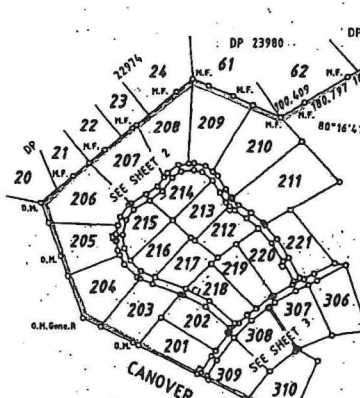 DP 23980
DP
22974
24
61
62
M.F.
M.F.
M.F.
100.409
180.797
23
M.F.
208
209
80°16'4
22
M.F.
210
DP
21
M.F.
207
SEE SHEET 2
211
20
206
214
213
O.M.
215
212
221
205
216
220
O.M.
217
219
306
204
218
307
203
202
308
SEE SHEET 3
O.M. Gone. R
O.M.
201
309
310
CANOVER